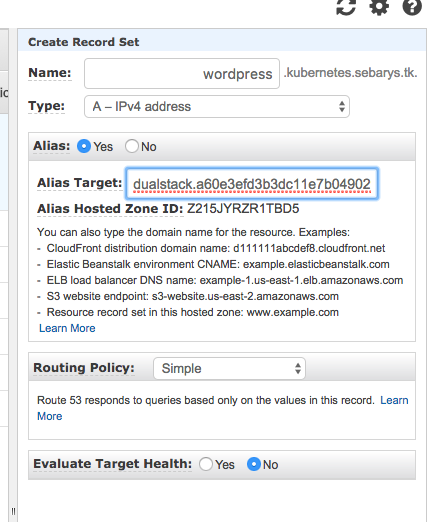 Create Record Set
Name: wordpress .kubernetes.sebarys.tk.
ic
Type: A – IPv4 address
Alias: Yes No
Alias Target: dualstack.a60e3efd3b3dc11e7b04902
Alias Hosted Zone ID: Z215JYRZR1TBD5
You can also type the domain name for the resource. Examples:
- CloudFront distribution domain name: d111111abcdef8.cloudfront.net
- Elastic Beanstalk environment CNAME: example.elasticbeanstalk.com
- ELB load balancer DNS name: example-1.us-east-1.elb.amazonaws.com
- S3 website endpoint: s3-website.us-east-2.amazonaws.com
- Resource record set in this hosted zone: www.example.com
Learn More
Routing Policy: Simple
Route 53 responds to queries based only on the values in this record. Learn
More
Evaluate Target Health: Yes No